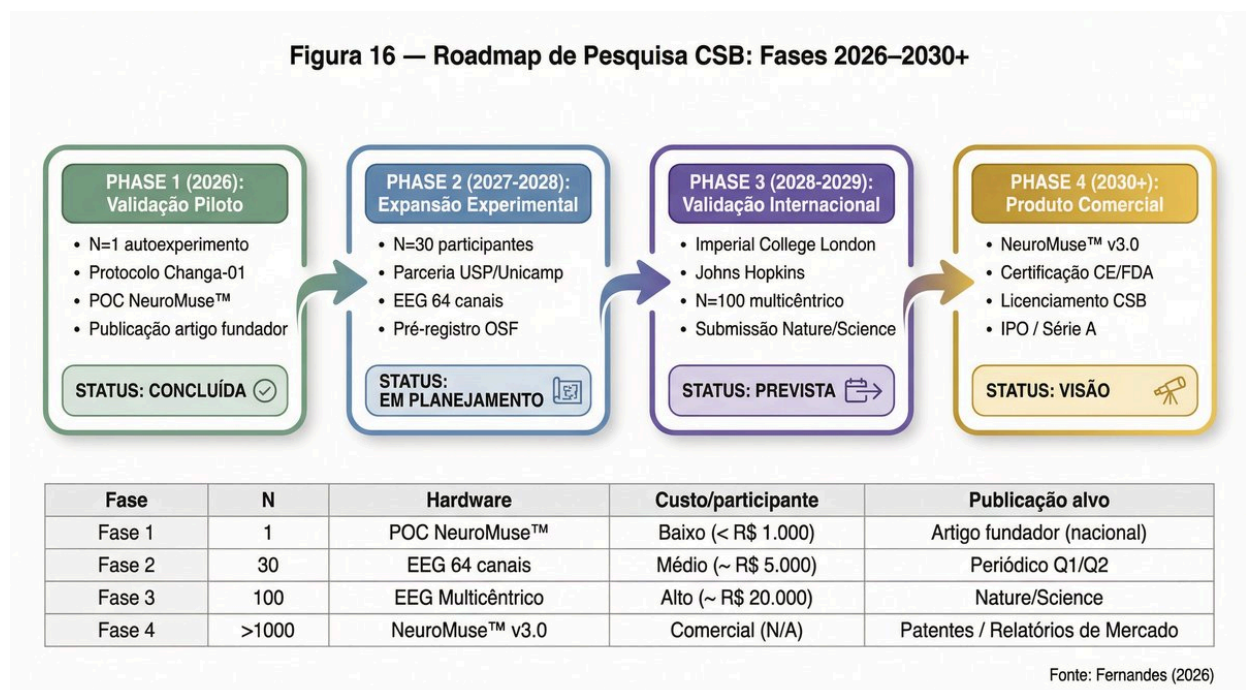 Figura 16 — Roadmap de Pesquisa CSB: Fases 2026–2030+
PHASE 1 (2026):
Validação Piloto
• N=1 autoexperimento
• Protocolo Changa-01
• POC NeuroMuse™
• Publicação artigo fundador
STATUS: CONCLUÍDA
PHASE 2 (2027-2028):
Expansão Experimental
• N=30 participantes
• Parceria USP/Unicamp
• EEG 64 canais
• Pré-registro OSF
STATUS:
EM PLANEJAMENTO
PHASE 3 (2028-2029):
Validação Internacional
• Imperial College London
• Johns Hopkins
• N=100 multicêntrico
• Submissão Nature/Science
STATUS: PREVISTA
PHASE 4 (2030+):
Produto Comercial
• NeuroMuse™ v3.0
• Certificação CE/FDA
• Licenciamento CSB
• IPO / Série A
STATUS: VISÃO
Fase N Hardware Custo/participante Publicação alvo
Fase 1 1 POC NeuroMuse™ Baixo (< R$ 1.000) Artigo fundador (nacional)
Fase 2 30 EEG 64 canais Médio (~ R$ 5.000) Periódico Q1/Q2
Fase 3 100 EEG Multicêntrico Alto (~ R$ 20.000) Nature/Science
Fase 4 >1000 NeuroMuse™ v3.0 Comercial (N/A) Patentes / Relatórios de Mercado
Fonte: Fernandes (2026)